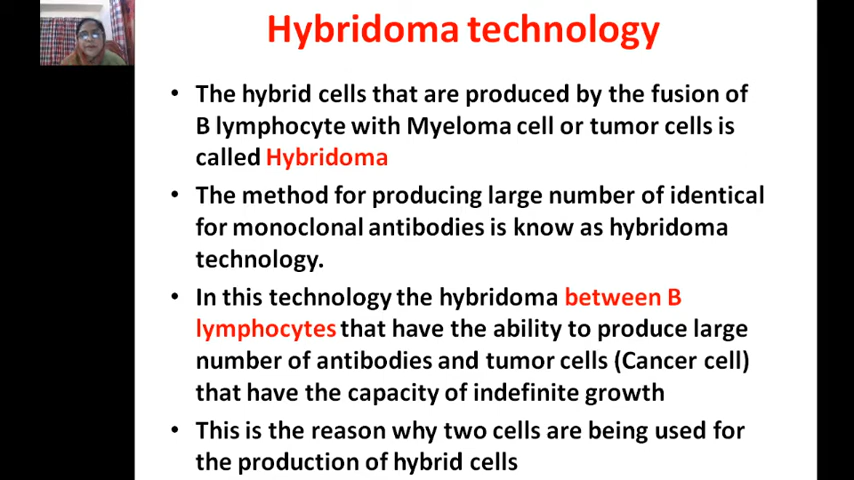 Hybridoma technology
• The hybrid cells that are produced by the fusion of
B lymphocyte with Myeloma cell or tumor cells is
called Hybridoma
• The method for producing large number of identical
for monoclonal antibodies is know as hybridoma
technology.
• In this technology the hybridoma between B
lymphocytes that have the ability to produce large
number of antibodies and tumor cells (Cancer cell)
that have the capacity of indefinite growth
• This is the reason why two cells are being used for
the production of hybrid cells